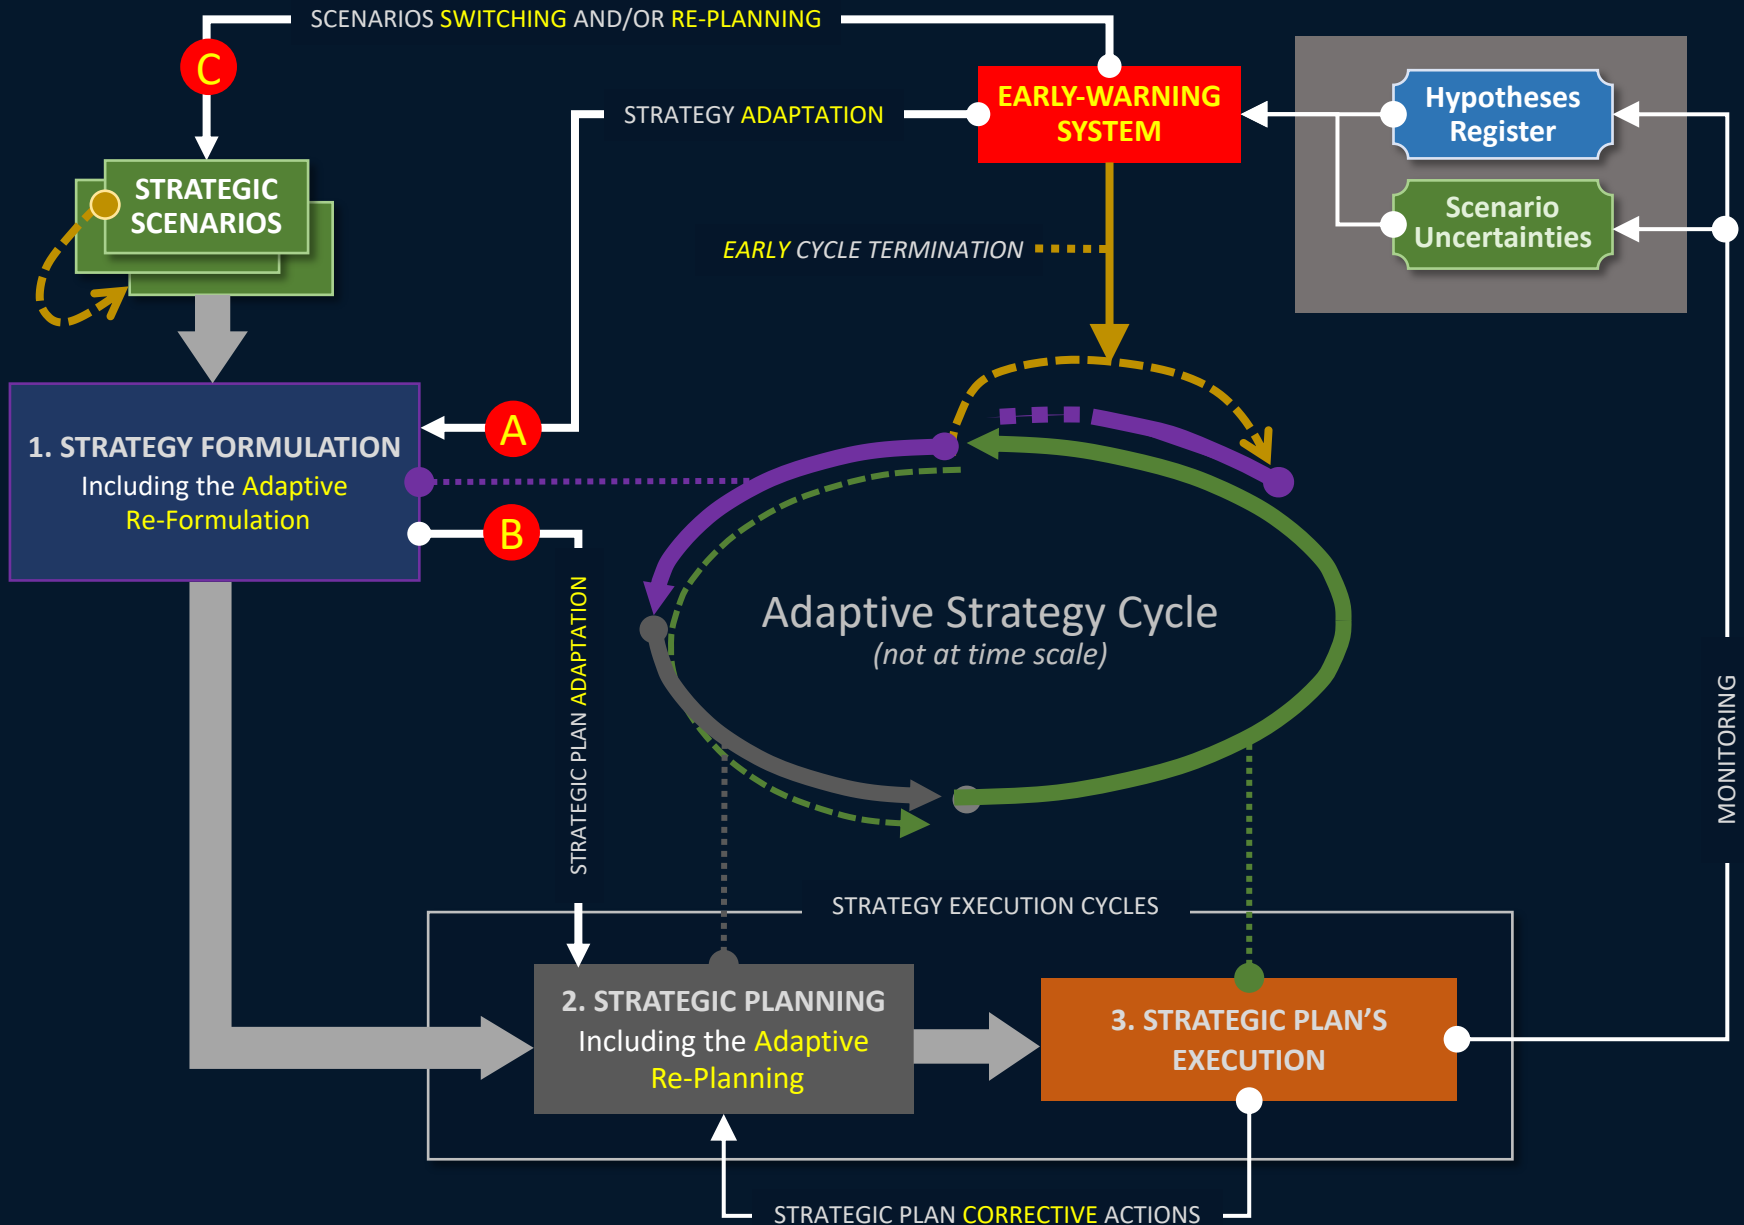 SCENARIOS SWITCHING AND/OR RE-PLANNING
C
EARLY-WARNING
SYSTEM
Hypotheses
Register
STRATEGY ADAPTATION
STRATEGIC
SCENARIOS
Scenario
Uncertainties
EARLY CYCLE TERMINATION
A
1. STRATEGY FORMULATION
Including the Adaptive
Re-Formulation
B
Adaptive Strategy Cycle
(not at time scale)
STRATEGIC PLAN ADAPTATION
MONITORING
STRATEGY EXECUTION CYCLES
2. STRATEGIC PLANNING
Including the Adaptive
Re-Planning
3. STRATEGIC PLAN’S
EXECUTION
STRATEGIC PLAN CORRECTIVE ACTIONS